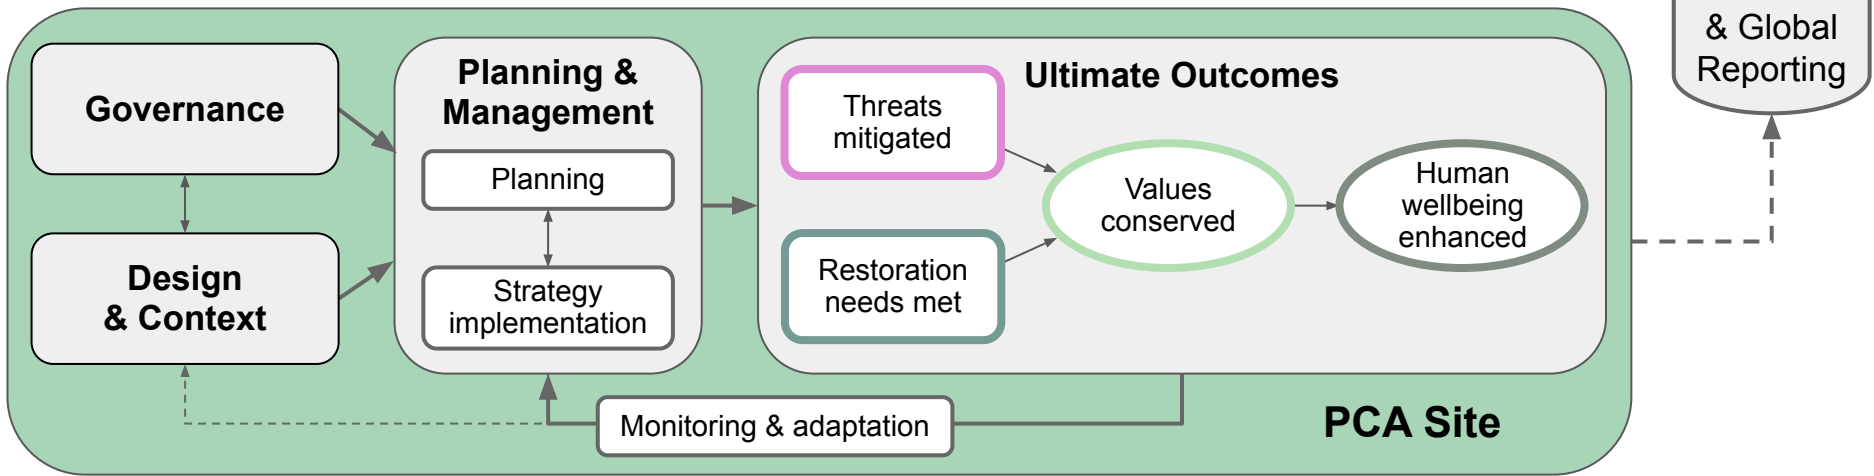 Governance
Design
& Context
Planning &
Management
Planning
Strategy
implementation
Ultimate Outcomes
Threats
mitigated
Restoration
needs met
Values
conserved
Human
wellbeing
enhanced
Monitoring & adaptation
PCA Site
& Global
Reporting